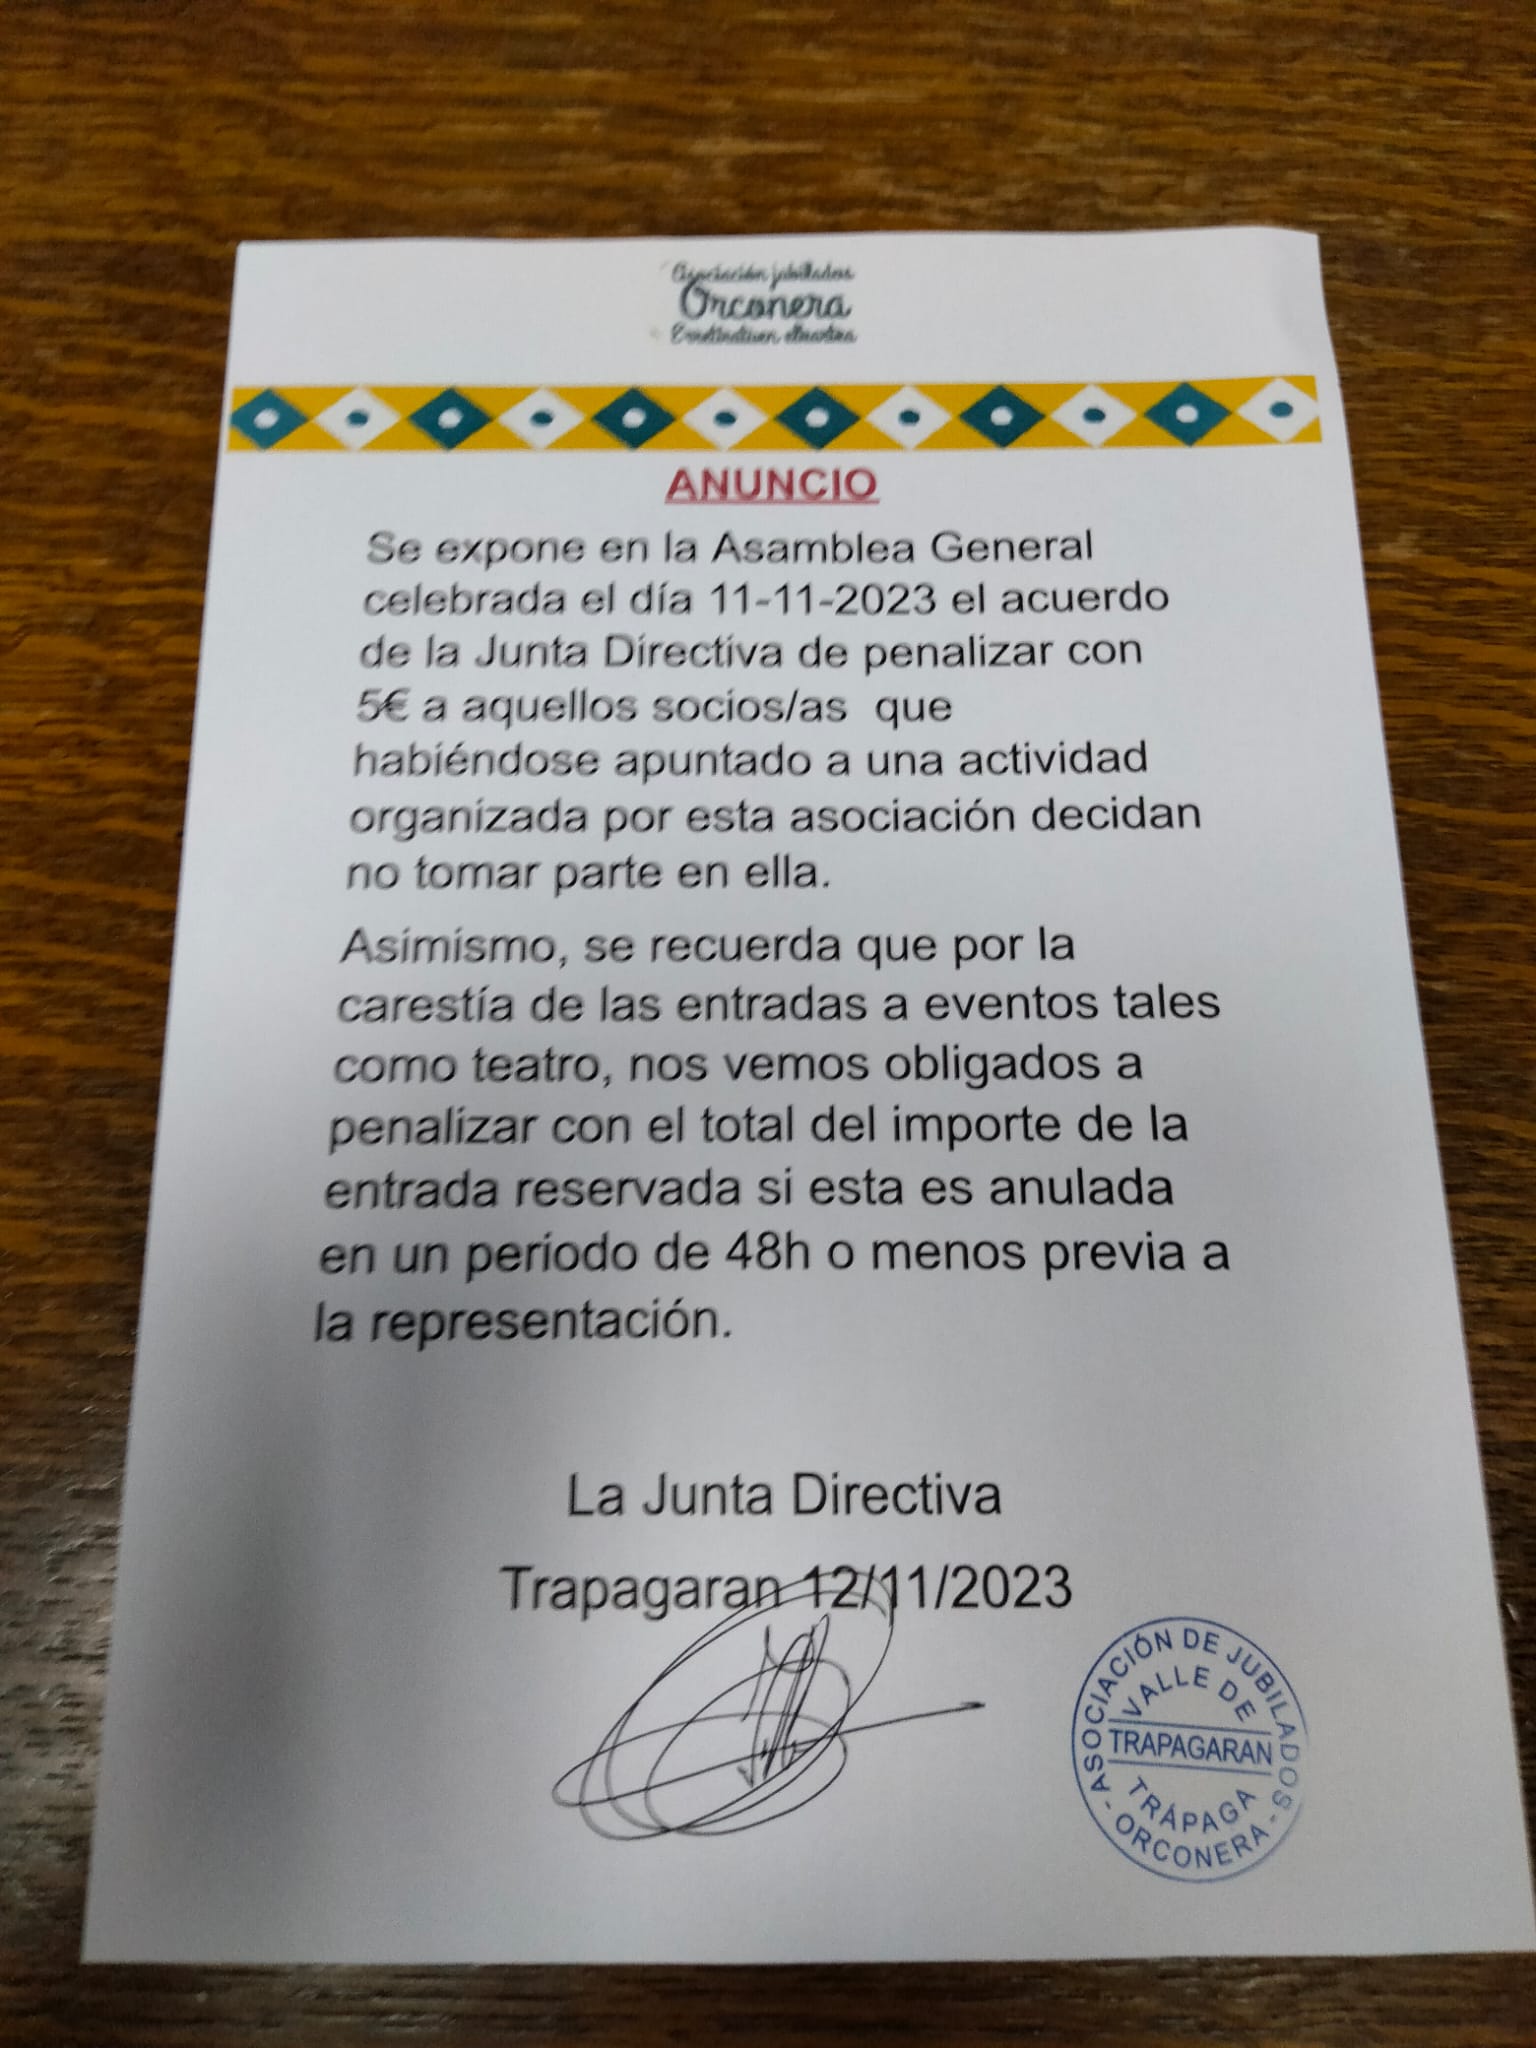 Asociación jubilados
Orconera
elkartea
ANUNCIO
Se expone en la Asamblea General
celebrada el día 11-11-2023 el acuerdo
de la Junta Directiva de penalizar con
5€ a aquellos socios/as que
habiéndose apuntado a una actividad
organizada por esta asociación decidan
no tomar parte en ella.
Asimismo, se recuerda que por la
carestía de las entradas a eventos tales
como teatro, nos vemos obligados a
penalizar con el total del importe de la
entrada reservada si esta es anulada
en un periodo de 48h o menos previa a
la representación.
La Junta Directiva
Trapagaran 12/11/2023
- ASOCIACIÓN DE JUBILADOS -
VALLE DE
TRAPAGARAN
TRÁPAGA
ORCONERA